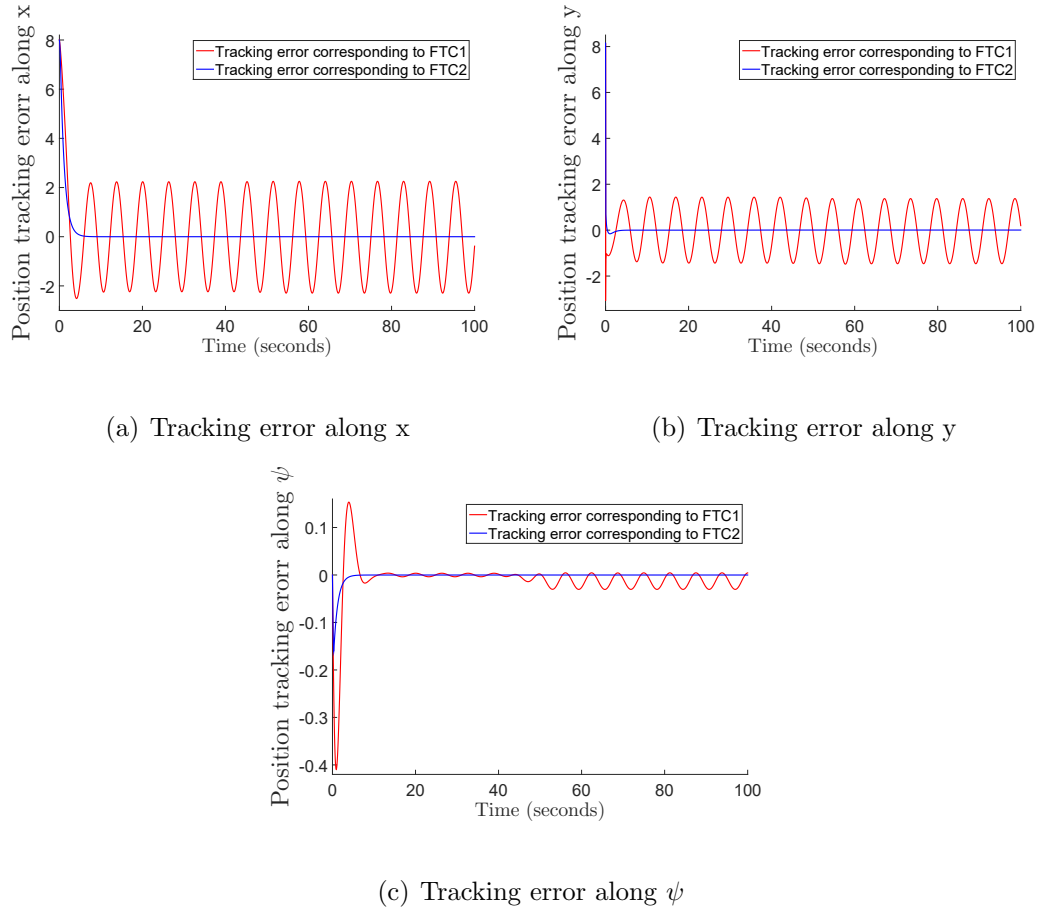 Position tracking erorr along x
8
6
4
2
0
-2
0 20 40 60 80 100
Time (seconds)
Tracking error corresponding to FTC1
Tracking error corresponding to FTC2
(a) Tracking error along x
Position tracking erorr along y
8
6
4
2
0
-2
0 20 40 60 80 100
Time (seconds)
Tracking error corresponding to FTC1
Tracking error corresponding to FTC2
(b) Tracking error along y
Position tracking erorr along ψ
0.1
0
-0.1
-0.2
-0.3
-0.4
0 20 40 60 80 100
Time (seconds)
Tracking error corresponding to FTC1
Tracking error corresponding to FTC2
(c) Tracking error along ψ